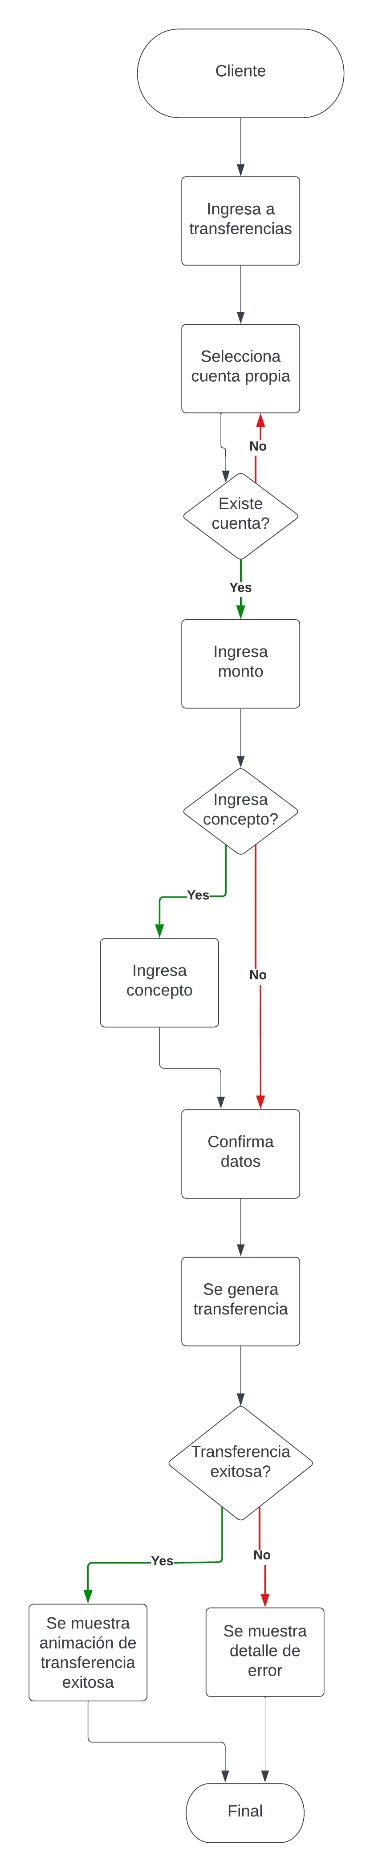 Cliente
Ingresa a
transferencias
Selecciona
cuenta propia
No
Existe
cuenta?
Yes
Ingresa
monto
Ingresa
concepto?
Yes
Ingresa
concepto
No
Confirma
datos
Se genera
transferencia
Transferencia
exitosa?
Yes
No
Se muestra
animación de
transferencia
exitosa
Se muestra
detalle de
error
Final